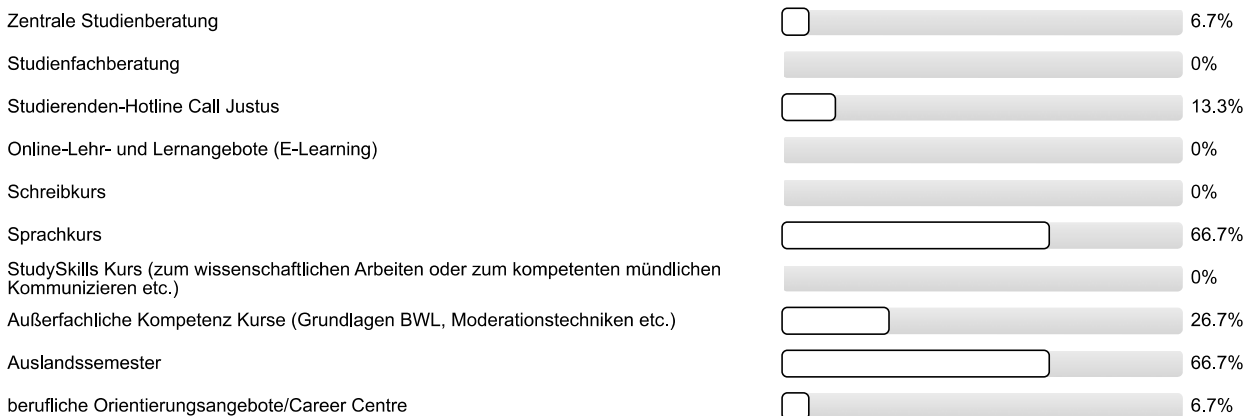 Zentrale Studienberatung 6.7%
Studienfachberatung 0%
Studierenden-Hotline Call Justus 13.3%
Online-Lehr- und Lernangebote (E-Learning) 0%
Schreibkurs 0%
Sprachkurs 66.7%
StudySkills Kurs (zum wissenschaftlichen Arbeiten oder zum kompetenten mündlichen
Kommunizieren etc.) 0%
Außerfachliche Kompetenz Kurse (Grundlagen BWL, Moderationstechniken etc.) 26.7%
Auslandssemester 66.7%
berufliche Orientierungsangebote/Career Centre 6.7%